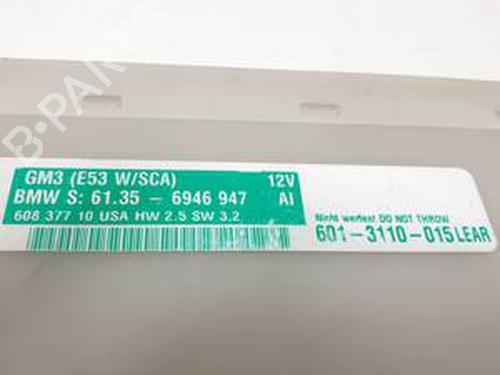 B-PARTS
GM3 (E53 W/SCA) 12V
BMW S: 61.35 - 6946 947 AI
608 377 10 USA HW 2.5 SW 3.2
Nicht werfen! DO NOT THROW
601-3110-015 LEAR